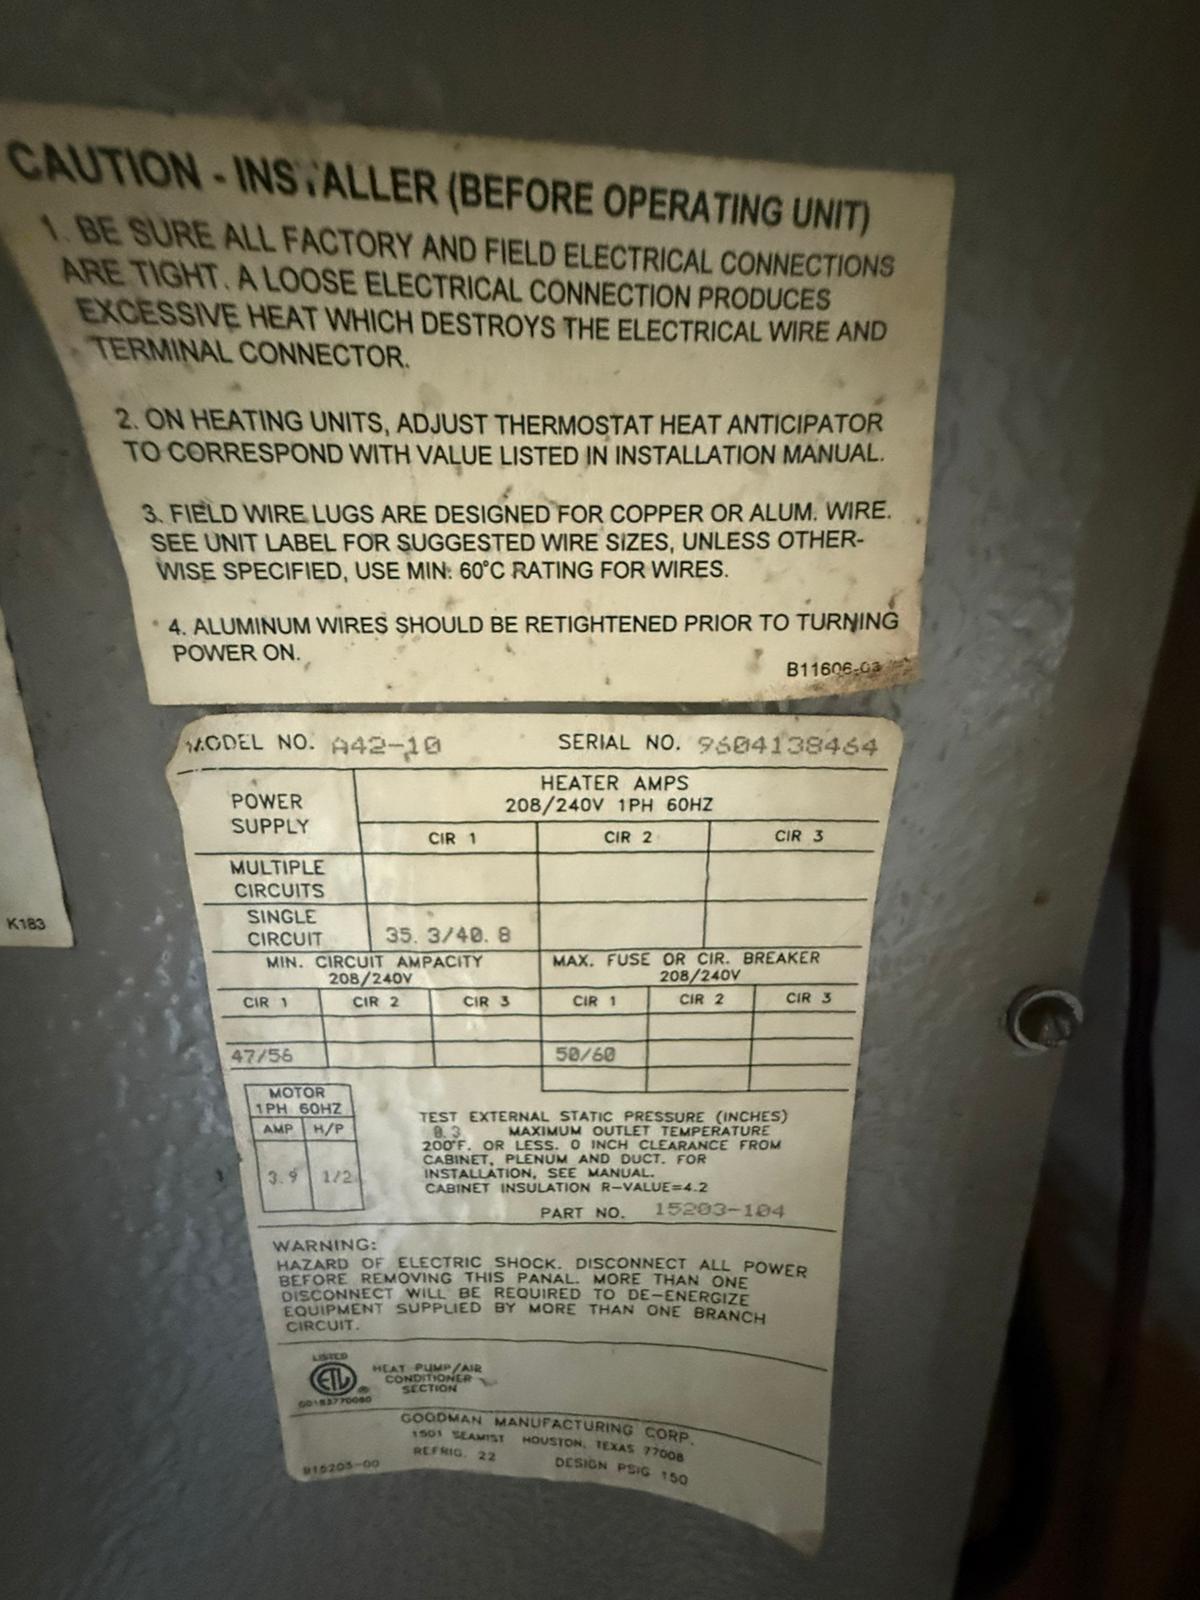 CAUTION - INSTALLER (BEFORE OPERATING UNIT)
1. BE SURE ALL FACTORY AND FIELD ELECTRICAL CONNECTIONS
ARE TIGHT. A LOOSE ELECTRICAL CONNECTION PRODUCES
EXCESSIVE HEAT WHICH DESTROYS THE ELECTRICAL WIRE AND
TERMINAL CONNECTOR.
2. ON HEATING UNITS, ADJUST THERMOSTAT HEAT ANTICIPATOR
TO CORRESPOND WITH VALUE LISTED IN INSTALLATION MANUAL.
3. FIELD WIRE LUGS ARE DESIGNED FOR COPPER OR ALUM. WIRE.
SEE UNIT LABEL FOR SUGGESTED WIRE SIZES, UNLESS OTHER-
WISE SPECIFIED, USE MIN. 60°C RATING FOR WIRES.
4. ALUMINUM WIRES SHOULD BE RETIGHTENED PRIOR TO TURNING
POWER ON.
B11606-03
K183
MODEL NO. A42-10 SERIAL NO. 9604138464
POWER SUPPLY
HEATER AMPS
208/240V 1PH 60HZ
CIR 1 CIR 2 CIR 3
MULTIPLE
CIRCUITS
SINGLE
CIRCUIT 35.3/40.8
MIN. CIRCUIT AMPACITY
208/240V
MAX. FUSE OR CIR. BREAKER
208/240V
CIR 1 CIR 2 CIR 3 CIR 1 CIR 2 CIR 3
47/56 50/60
MOTOR
1PH 60HZ
AMP H/P
3.9 1/2
TEST EXTERNAL STATIC PRESSURE (INCHES)
0.3 MAXIMUM OUTLET TEMPERATURE
200°F. OR LESS. 0 INCH CLEARANCE FROM
CABINET, PLENUM AND DUCT. FOR
INSTALLATION, SEE MANUAL.
CABINET INSULATION R-VALUE=4.2
PART NO. 15203-104
WARNING:
HAZARD OF ELECTRIC SHOCK. DISCONNECT ALL POWER
BEFORE REMOVING THIS PANAL. MORE THAN ONE
DISCONNECT WILL BE REQUIRED TO DE-ENERGIZE
EQUIPMENT SUPPLIED BY MORE THAN ONE BRANCH
CIRCUIT.
LISTED
ETL ®
HEAT PUMP/AIR
CONDITIONER
SECTION
GOODMAN MANUFACTURING CORP.
1501 SEAMIST HOUSTON, TEXAS 77008
REFRIG. 22 DESIGN PSIG 150
B15203-00